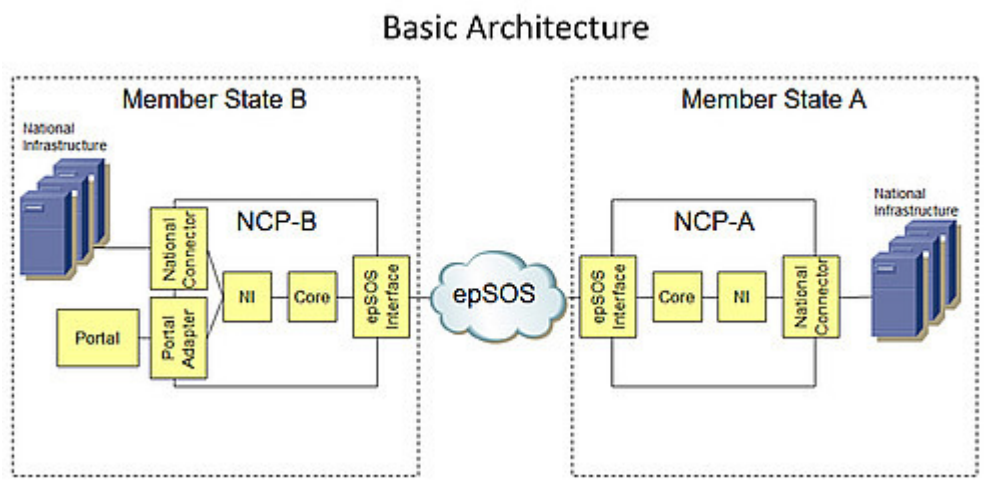 Basic Architecture
Member State B
National
Infrastructure
NCP-B
National
Connector
NI
Core
epSOS
Interface
Portal
Portal
Adapter
epSOS
Member State A
NCP-A
epSOS
Interface
Core
NI
National
Connector
National
Infrastructure